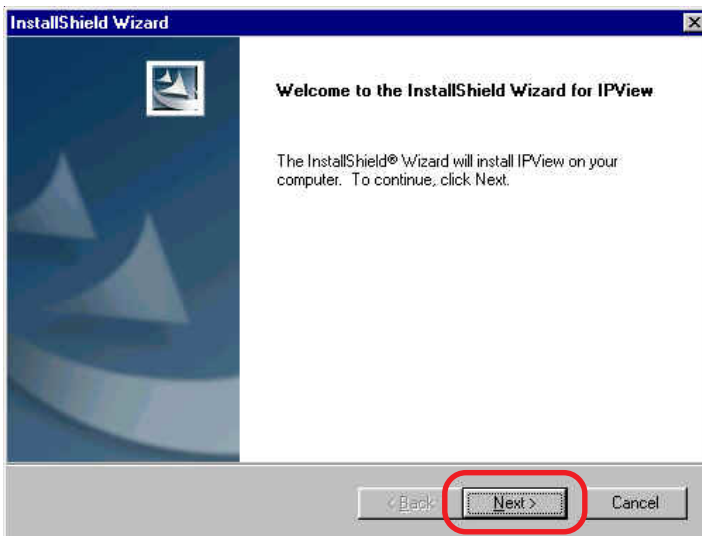 InstallShield Wizard
Welcome to the InstallShield Wizard for IPView
The InstallShield® Wizard will install IPView on your
computer. To continue, click Next.
< Back
Next >
Cancel